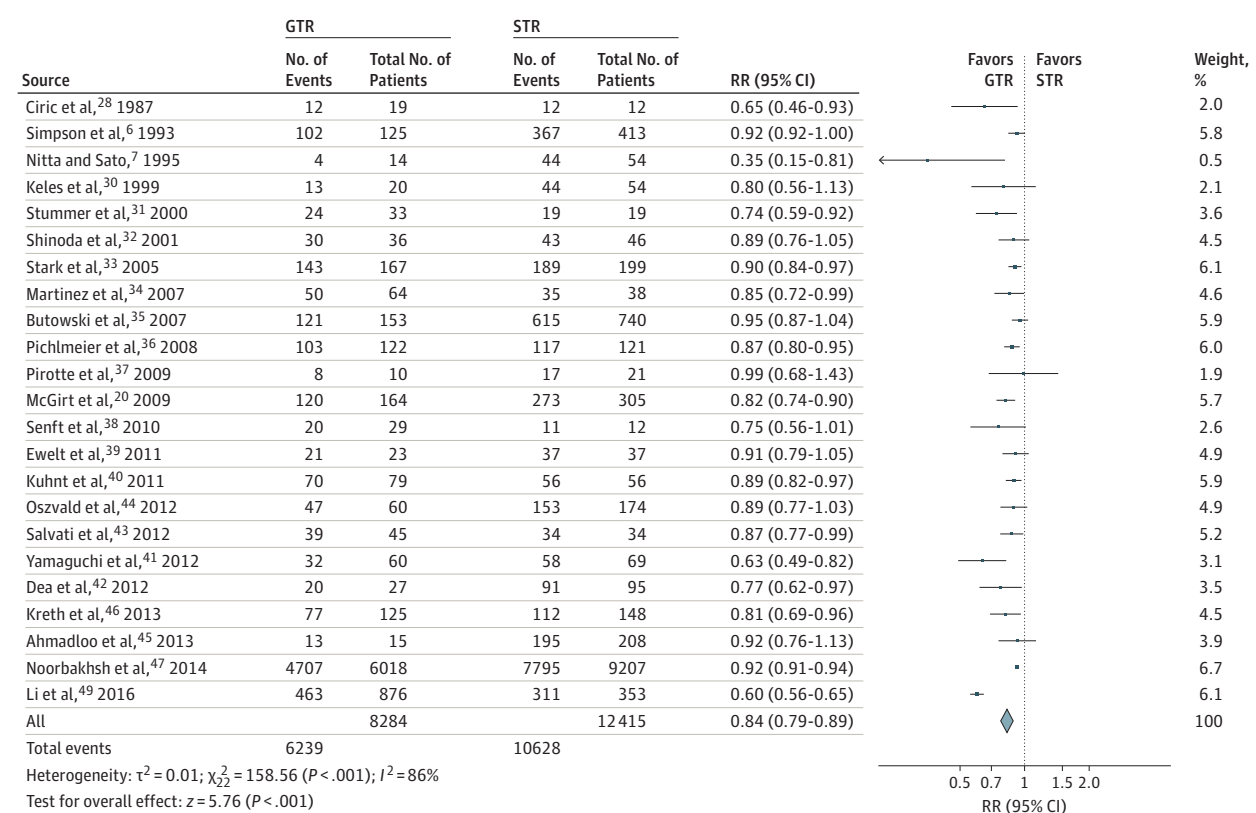 GTR STR
No. of Events Total No. of Patients No. of Events Total No. of Patients Favors GTR Favors STR Weight, %
Source RR (95% CI)
Ciric et al,28 1987 12 19 12 12 0.65 (0.46-0.93) 2.0
Simpson et al,6 1993 102 125 367 413 0.92 (0.92-1.00) 5.8
Nitta and Sato,7 1995 4 14 44 54 0.35 (0.15-0.81) 0.5
Keles et al,30 1999 13 20 44 54 0.80 (0.56-1.13) 2.1
Stummer et al,31 2000 24 33 19 19 0.74 (0.59-0.92) 3.6
Shinoda et al,32 2001 30 36 43 46 0.89 (0.76-1.05) 4.5
Stark et al,33 2005 143 167 189 199 0.90 (0.84-0.97) 6.1
Martinez et al,34 2007 50 64 35 38 0.85 (0.72-0.99) 4.6
Butowski et al,35 2007 121 153 615 740 0.95 (0.87-1.04) 5.9
Pichlmeier et al,36 2008 103 122 117 121 0.87 (0.80-0.95) 6.0
Pirotte et al,37 2009 8 10 17 21 0.99 (0.68-1.43) 1.9
McGirt et al,20 2009 120 164 273 305 0.82 (0.74-0.90) 5.7
Senft et al,38 2010 20 29 11 12 0.75 (0.56-1.01) 2.6
Ewelt et al,39 2011 21 23 37 37 0.91 (0.79-1.05) 4.9
Kuhnt et al,40 2011 70 79 56 56 0.89 (0.82-0.97) 5.9
Oszvald et al,44 2012 47 60 153 174 0.89 (0.77-1.03) 4.9
Salvati et al,43 2012 39 45 34 34 0.87 (0.77-0.99) 5.2
Yamaguchi et al,41 2012 32 60 58 69 0.63 (0.49-0.82) 3.1
Dea et al,42 2012 20 27 91 95 0.77 (0.62-0.97) 3.5
Kreth et al,46 2013 77 125 112 148 0.81 (0.69-0.96) 4.5
Ahmadloo et al,45 2013 13 15 195 208 0.92 (0.76-1.13) 3.9
Noorbakhsh et al,47 2014 4707 6018 7795 9207 0.92 (0.91-0.94) 6.7
Li et al,49 2016 463 876 311 353 0.60 (0.56-0.65) 6.1
All 8284 12415 0.84 (0.79-0.89) 100
Total events 6239 10628
Heterogeneity: τ2 = 0.01; χ22 2 = 158.56 (P < .001); I2 = 86%
0.5 0.7 1 1.5 2.0
Test for overall effect: z = 5.76 (P < .001)
RR (95% CI)